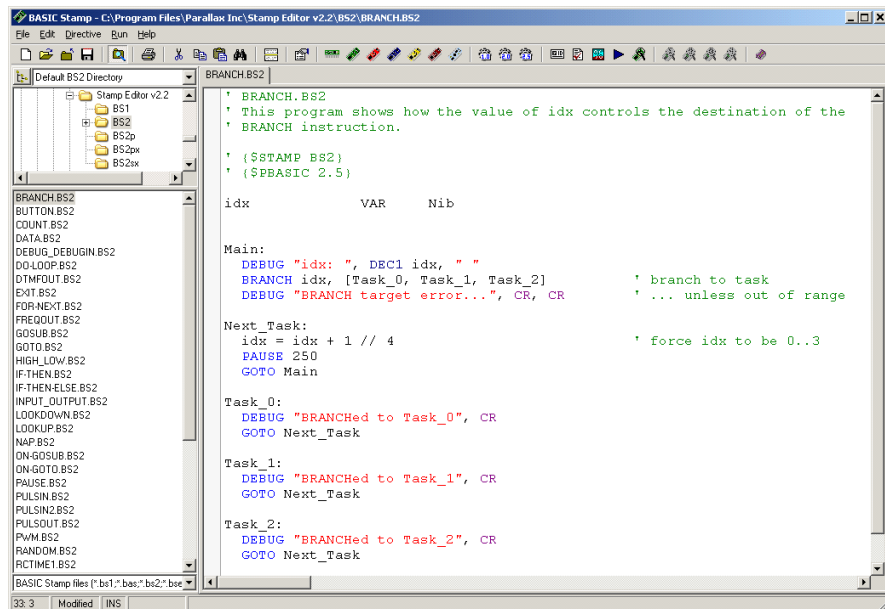 BASIC Stamp - C:\Program Files\Parallax Inc\Stamp Editor v2.2\BS2\BRANCH.BS2
File Edit Directive Run Help
Default BS2 Directory
Stamp Editor v2.2
BS1
BS2
BS2p
BS2px
BS2sx
BRANCH.BS2
BUTTON.BS2
COUNT.BS2
DATA.BS2
DEBUG_DEBUGIN.BS2
DO-LOOP.BS2
DTMFOUT.BS2
EXIT.BS2
FOR-NEXT.BS2
FREQOUT.BS2
GOSUB.BS2
GOTO.BS2
HIGH_LOW.BS2
IF-THEN.BS2
IF-THEN-ELSE.BS2
INPUT_OUTPUT.BS2
LOOKDOWN.BS2
LOOKUP.BS2
NAP.BS2
ON-GOSUB.BS2
ON-GOTO.BS2
PAUSE.BS2
PULSIN.BS2
PULSIN2.BS2
PULSOUT.BS2
PWM.BS2
RANDOM.BS2
RCTIME1.BS2
BASIC Stamp files (*.bs1;*.bas;*.bs2;*.bse
BRANCH.BS2
' BRANCH.BS2
' This program shows how the value of idx controls the destination of the
' BRANCH instruction.
' {$STAMP BS2}
' {$PBASIC 2.5}
idx VAR Nib
Main:
DEBUG "idx: ", DEC1 idx, " "
BRANCH idx, [Task_0, Task_1, Task_2] ' branch to task
DEBUG "BRANCH target error...", CR, CR ' ... unless out of range
Next_Task:
idx = idx + 1 // 4 ' force idx to be 0..3
PAUSE 250
GOTO Main
Task_0:
DEBUG "BRANCHed to Task_0", CR
GOTO Next_Task
Task_1:
DEBUG "BRANCHed to Task_1", CR
GOTO Next_Task
Task_2:
DEBUG "BRANCHed to Task_2", CR
GOTO Next_Task
33: 3 Modified INS